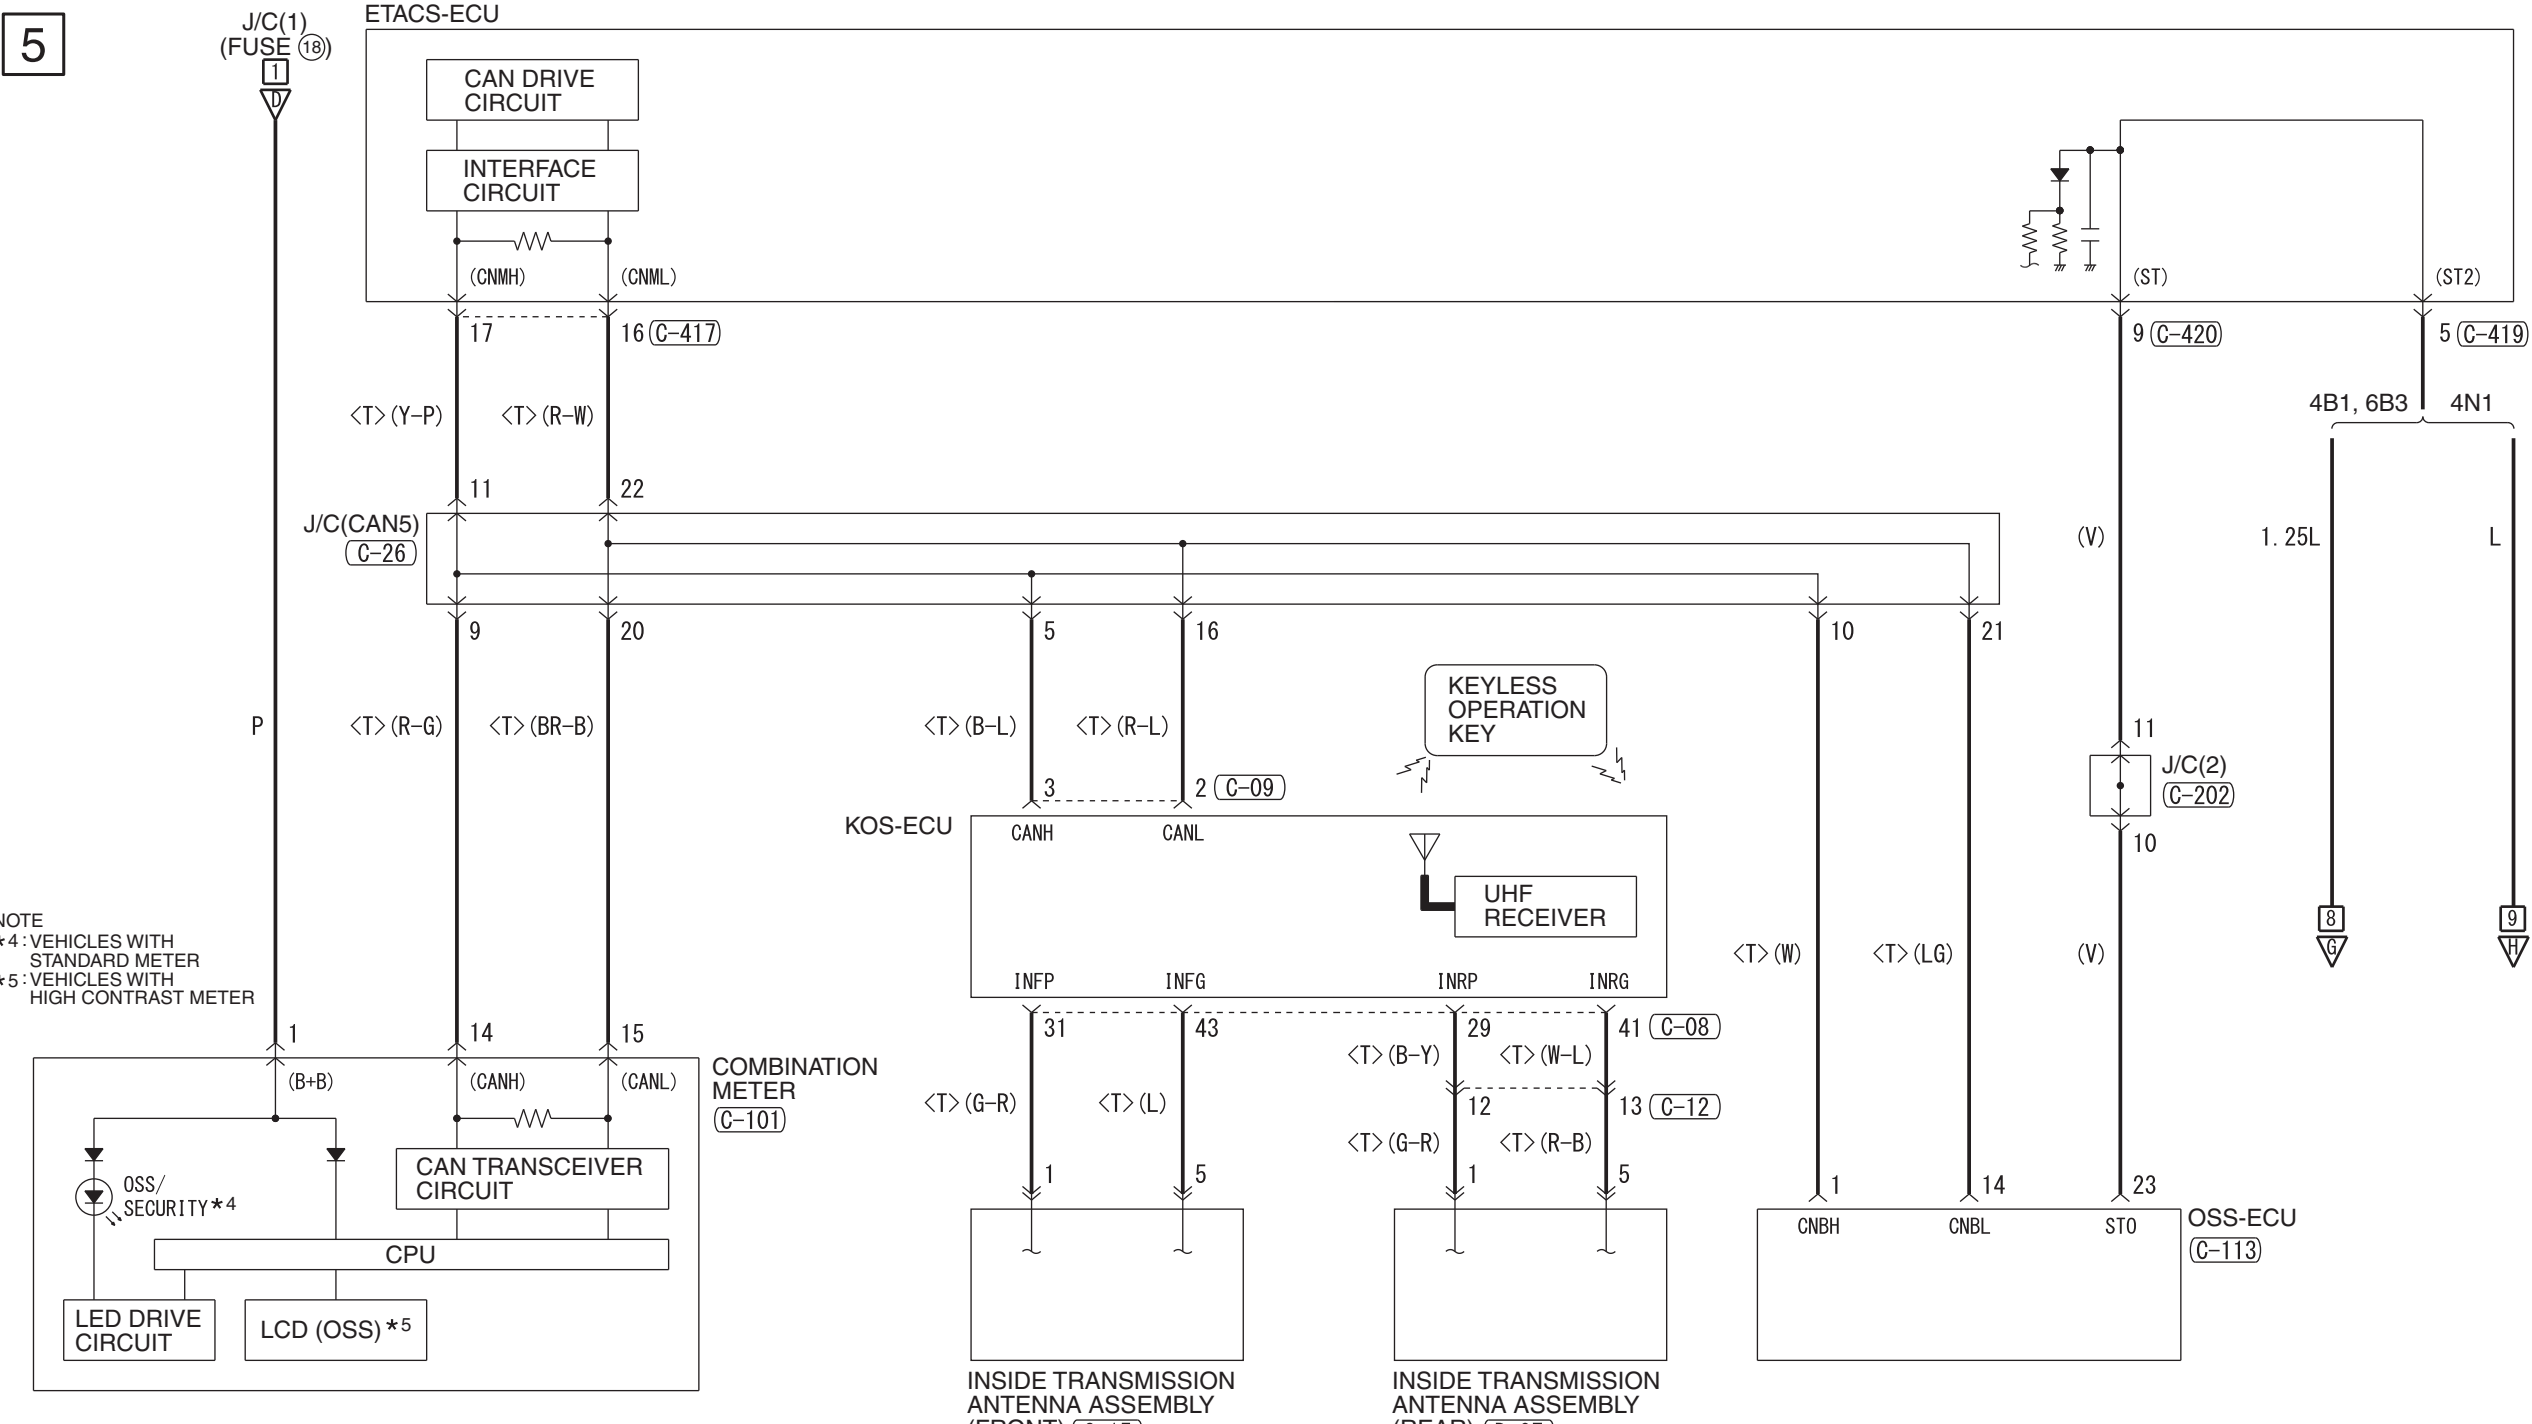 5
J/C(1)
(FUSE 18)
1
D
ETACS-ECU
CAN DRIVE
CIRCUIT
INTERFACE
CIRCUIT
(CNMH)
(CNML)
(ST)
(ST2)
17
16 C-417
9 C-420
5 C-419
<T>(Y-P)
<T>(R-W)
4B1, 6B3
4N1
11
22
J/C(CAN5)
C-26
(V)
1.25L
L
9
20
5
16
10
21
KEYLESS
OPERATION
KEY
P
<T>(R-G)
<T>(BR-B)
<T>(B-L)
<T>(R-L)
11
J/C(2)
C-202
10
3
2 C-09
KOS-ECU
CANH
CANL
UHF
RECEIVER
INFP
INFG
INRP
INRG
<T>(W)
<T>(LG)
(V)
8
G
9
H
NOTE
*4:VEHICLES WITH
STANDARD METER
*5:VEHICLES WITH
HIGH CONTRAST METER
1
14
15
31
43
29
41 C-08
<T>(B-Y)
<T>(W-L)
COMBINATION
METER
C-101
(B+B)
(CANH)
(CANL)
<T>(G-R)
<T>(L)
12
13 C-12
<T>(G-R)
<T>(R-B)
1
5
1
5
1
14
23
OSS/
SECURITY*4
CAN TRANSCEIVER
CIRCUIT
CPU
LED DRIVE
CIRCUIT
LCD (OSS)*5
CNBH
CNBL
STO
OSS-ECU
C-113
INSIDE TRANSMISSION
ANTENNA ASSEMBLY
(FRONT)
INSIDE TRANSMISSION
ANTENNA ASSEMBLY
(REAR)